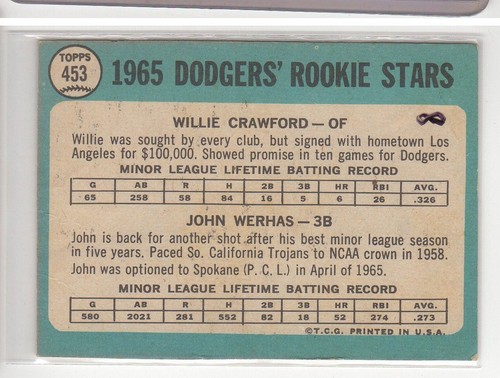 TOPPS
453
1965 DODGERS' ROOKIE STARS
WILLIE CRAWFORD—OF
Willie was sought by every club, but signed with hometown Los
Angeles for $100,000. Showed promise in ten games for Dodgers.
MINOR LEAGUE LIFETIME BATTING RECORD
G AB R H 2B 3B HR RBI AVG.
65 258 58 84 16 5 6 26 .326
JOHN WERHAS—3B
John is back for another shot after his best minor league season
in five years. Paced So. California Trojans to NCAA crown in 1958.
John was optioned to Spokane (P. C. L.) in April of 1965.
MINOR LEAGUE LIFETIME BATTING RECORD
G AB R H 2B 3B HR RBI AVG.
580 2021 281 552 82 18 52 274 .273
©T.C.G. PRINTED IN U.S.A.